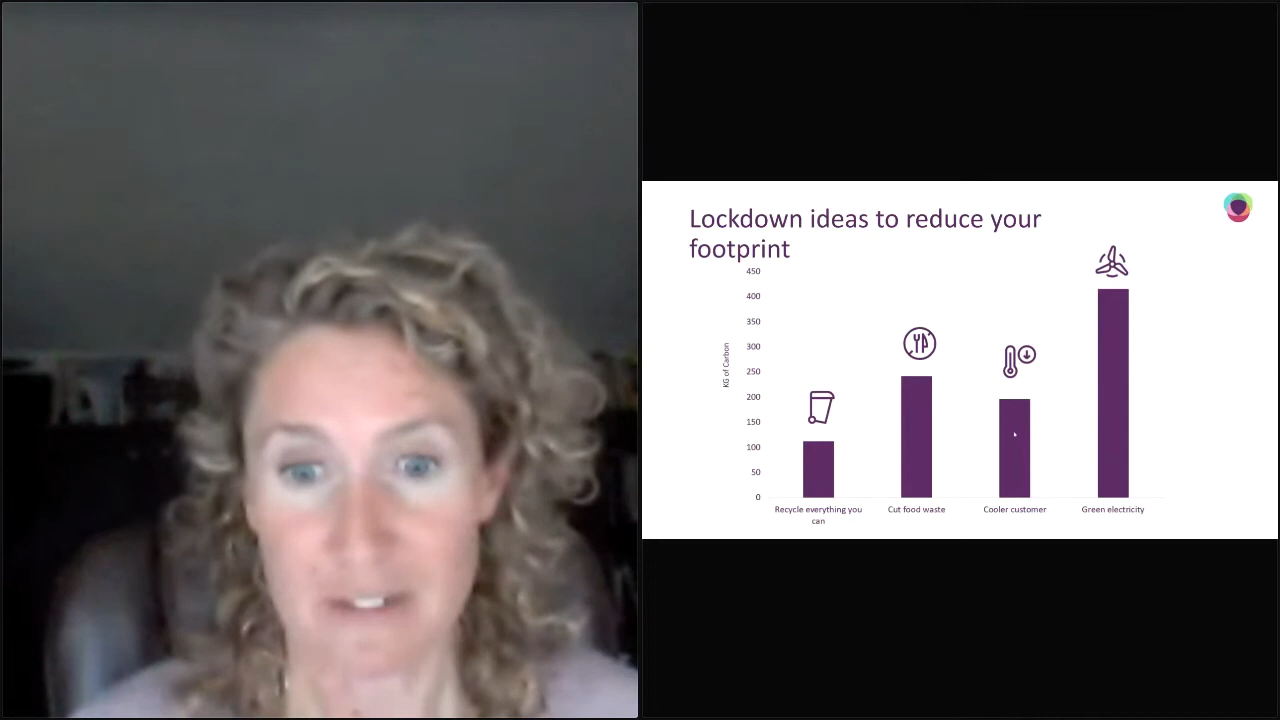 Lockdown ideas to reduce your
footprint
450
400
350
300
250
200
150
100
50
0
KG of Carbon
Recycle everything you
can
Cut food waste
Cooler customer
Green electricity